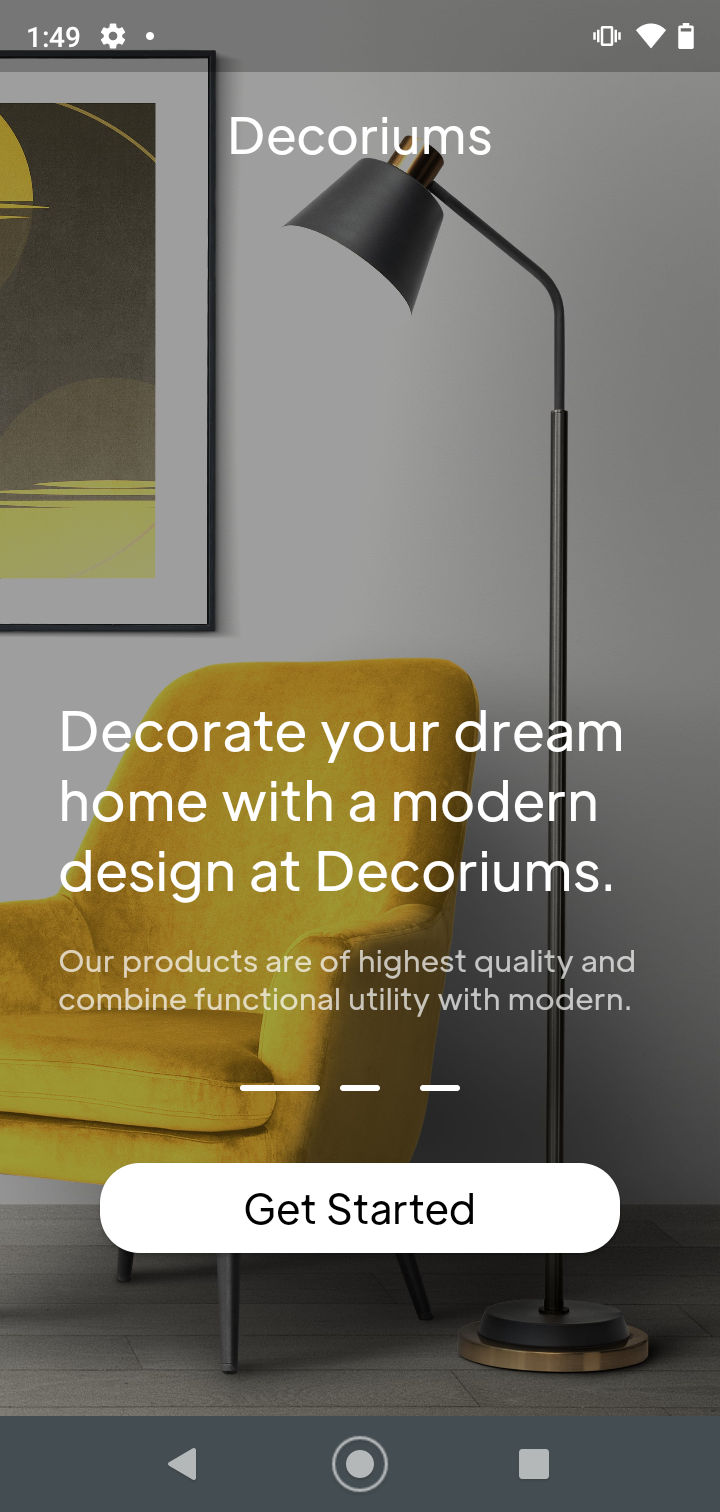 1:49
Decoriums
Decorate your dream
home with a modern
design at Decoriums.
Our products are of highest quality and
combine functional utility with modern.
Get Started